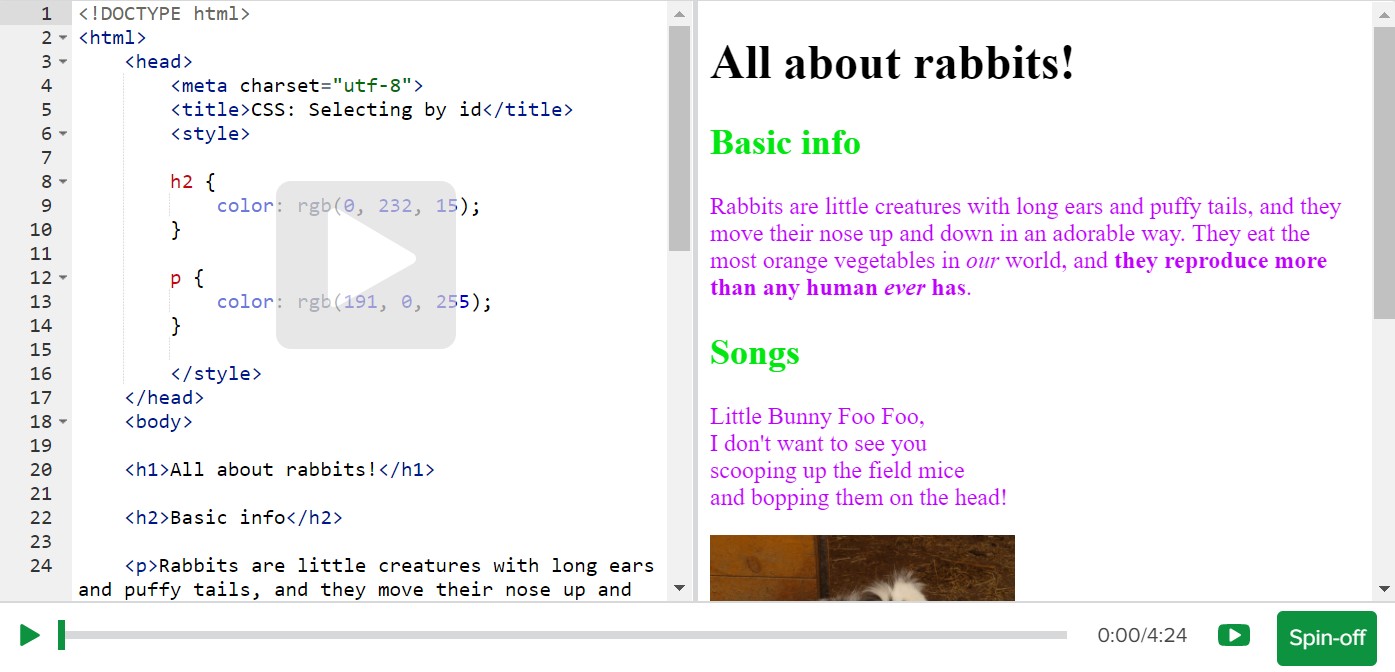 1 <!DOCTYPE html>
2 <html>
3 <head>
4 <meta charset="utf-8">
5 <title>CSS: Selecting by id</title>
6 <style>
7
8 h2 {
9 color: rgb(0, 232, 15);
10 }
11
12 p {
13 color: rgb(191, 0, 255);
14 }
15
16 </style>
17 </head>
18 <body>
19
20 <h1>All about rabbits!</h1>
21
22 <h2>Basic info</h2>
23
24 <p>Rabbits are little creatures with long ears
and puffy tails, and they move their nose up and
All about rabbits!
Basic info
Rabbits are little creatures with long ears and puffy tails, and they
move their nose up and down in an adorable way. They eat the
most orange vegetables in our world, and they reproduce more
than any human ever has.
Songs
Little Bunny Foo Foo,
I don't want to see you
scooping up the field mice
and bopping them on the head!
0:00/4:24
Spin-off